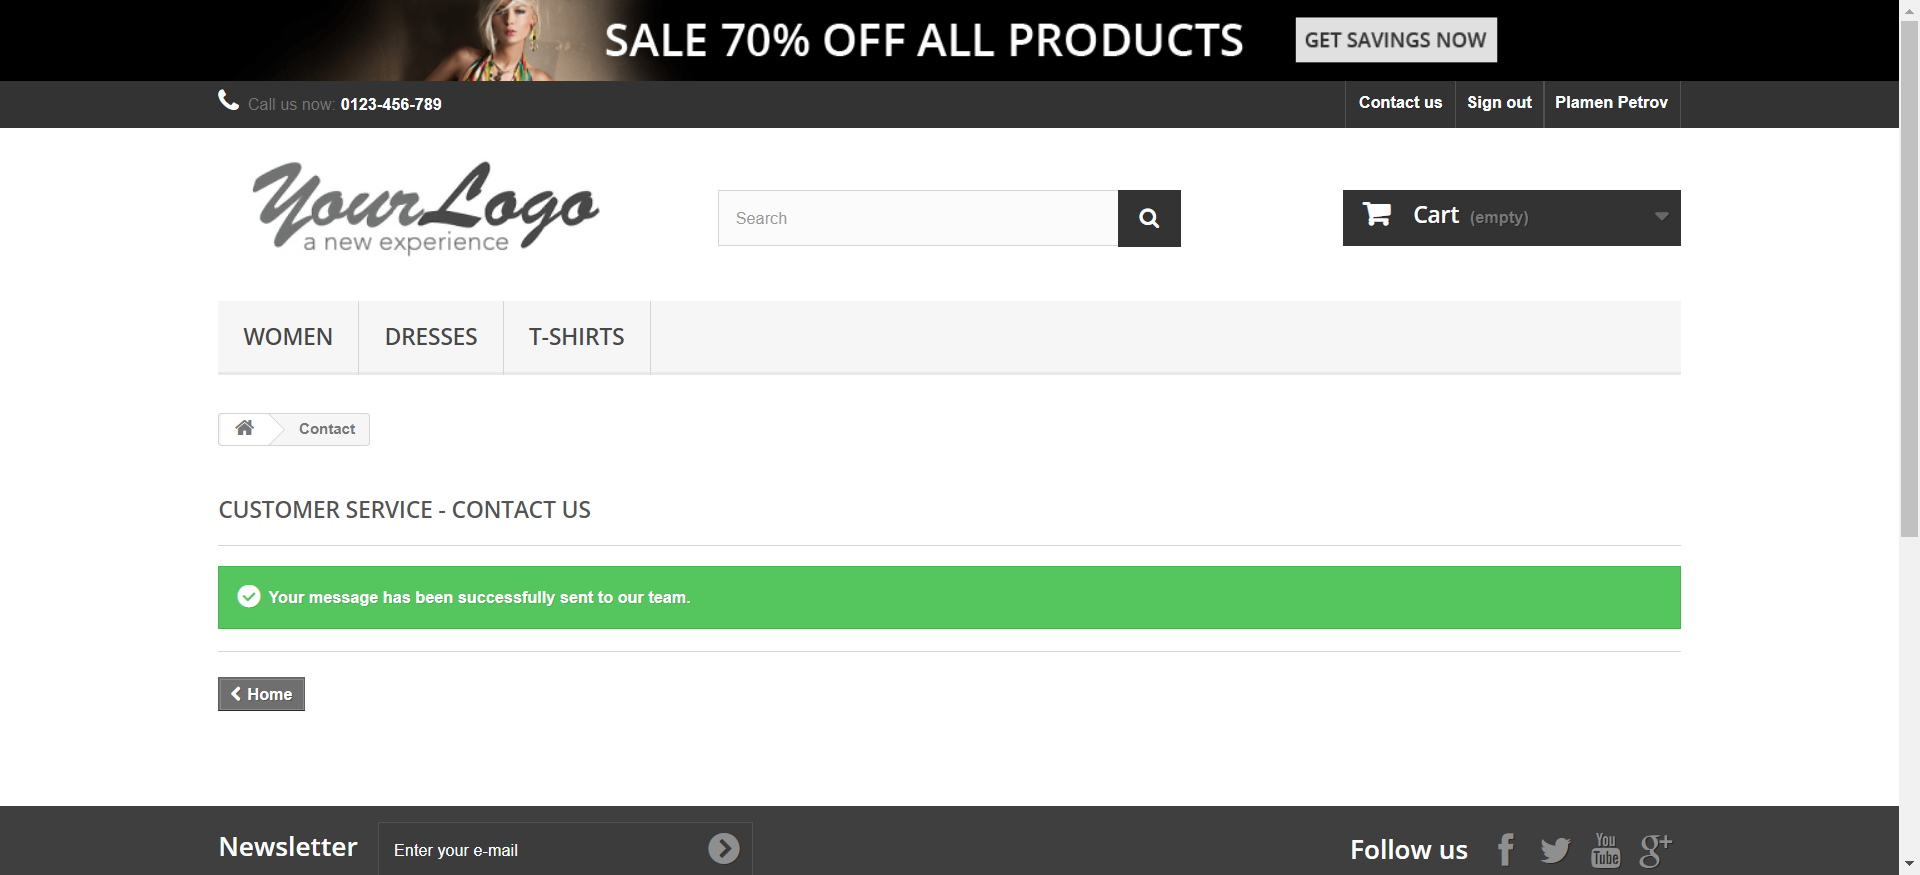 SALE 70% OFF ALL PRODUCTS GET SAVINGS NOW
Call us now: 0123-456-789 Contact us Sign out Plamen Petrov
YourLogo
a new experience
Search
Cart (empty)
WOMEN DRESSES T-SHIRTS
Contact
CUSTOMER SERVICE - CONTACT US
Your message has been successfully sent to our team.
Home
Newsletter Enter your e-mail Follow us f You Tube g+